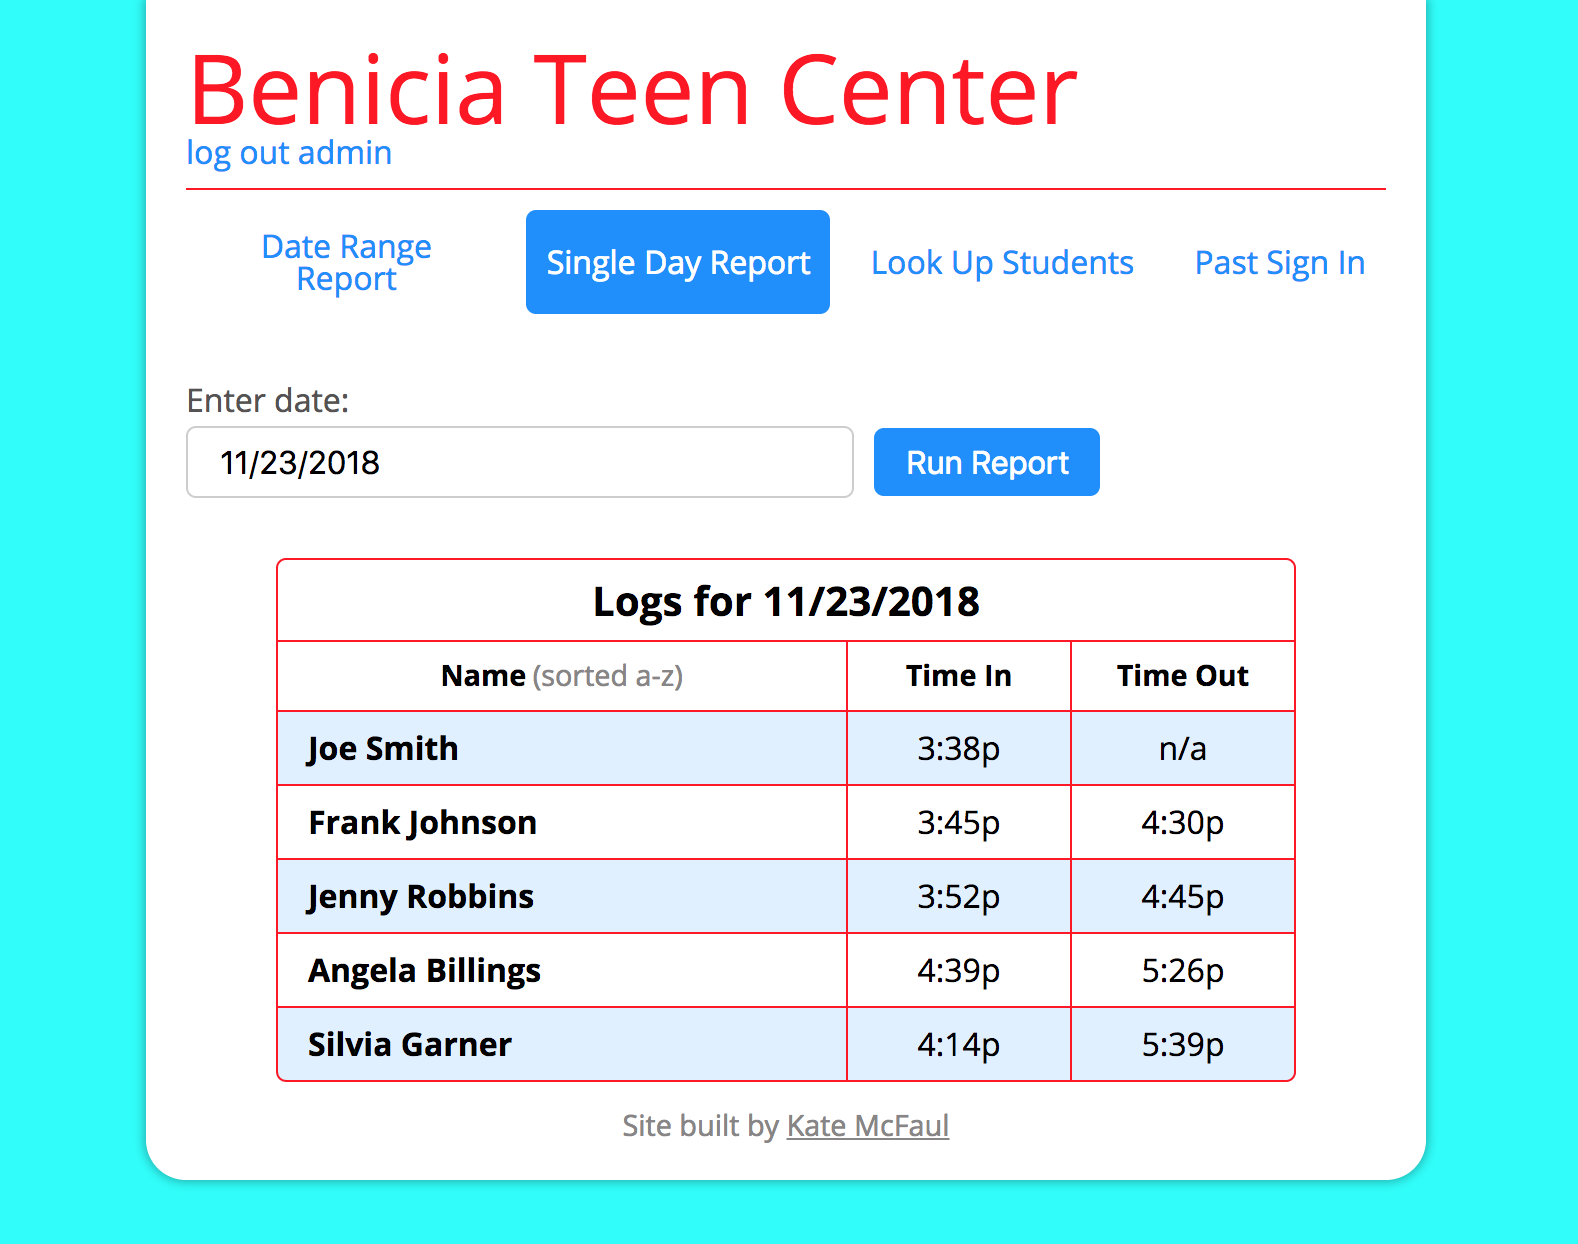 Benicia Teen Center
log out admin
Date Range
Report
Single Day Report
Look Up Students
Past Sign In
Enter date:
11/23/2018
Run Report
Logs for 11/23/2018
Name (sorted a-z) Time In Time Out
Joe Smith 3:38p n/a
Frank Johnson 3:45p 4:30p
Jenny Robbins 3:52p 4:45p
Angela Billings 4:39p 5:26p
Silvia Garner 4:14p 5:39p
Site built by Kate McFaul